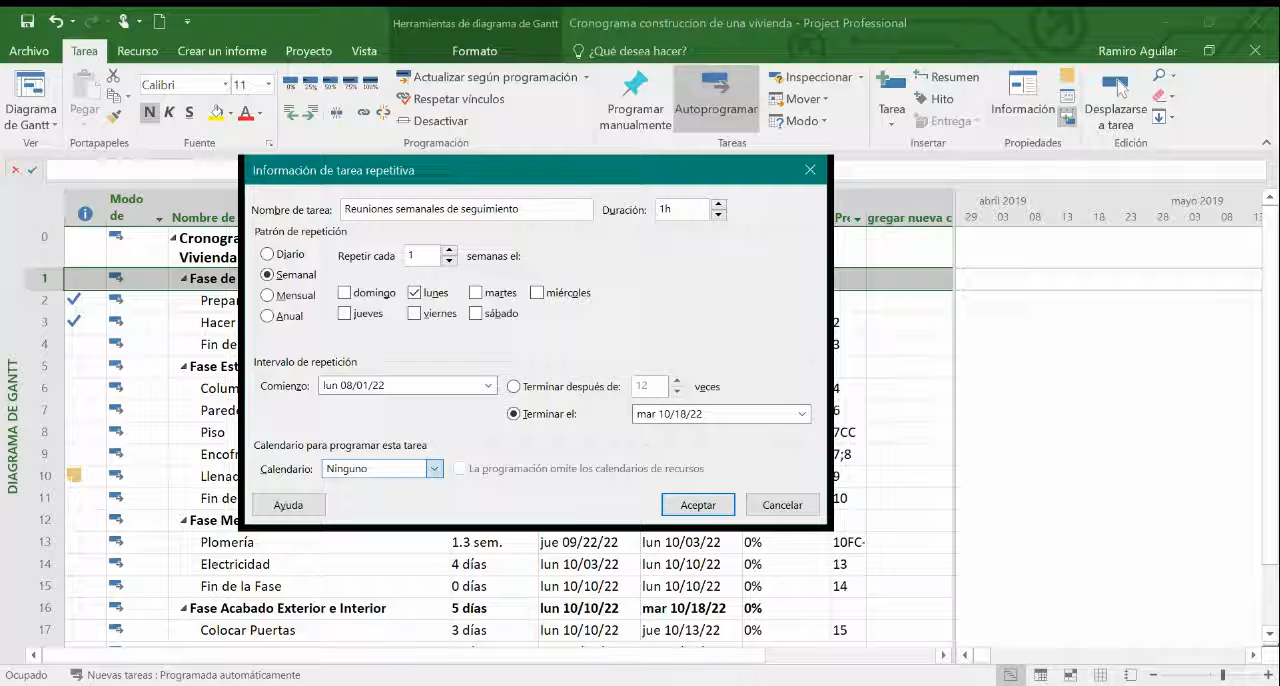 Herramientas de diagrama de Gantt Cronograma construccion de una vivienda - Project Professional
Archivo Tarea Recurso Crear un informe Proyecto Vista Formato ¿Qué desea hacer? Ramiro Aguilar
Diagrama de Gantt
Ver
Pegar
Portapapeles
Calibri 11
N K S
Fuente
0% 25% 50% 75% 100%
Actualizar según programación
Respetar vínculos
Desactivar
Programación
Programar manualmente
Autoprogramar
Inspeccionar
Mover
Modo
Tareas
Tarea
Resumen
Hito
Entrega
Insertar
Información
Propiedades
Desplazarse a tarea
Edición
Información de tarea repetitiva
Nombre de tarea: Reuniones semanales de seguimiento Duración: 1h
Patrón de repetición
Diario Repetir cada 1 semanas el:
Semanal
Mensual
Anual
domingo lunes martes miércoles
jueves viernes sábado
Intervalo de repetición
Comienzo: lun 08/01/22 Terminar después de: 12 veces
Terminar el: mar 10/18/22
Calendario para programar esta tarea
Calendario: Ninguno La programación omite los calendarios de recursos
Ayuda Aceptar Cancelar
DIAGRAMA DE GANTT
Modo de
Nombre de
gregar nueva c
abril 2019 mayo 2019
29 03 08 13 18 23 28 03 08
0 Cronogra
Vivienda
1 Fase de
2 Prepar
3 Hacer 2
4 Fin de 3
5 Fase Est
6 Colum 4
7 Pared 6
8 Piso 7CC
9 Encofr 7;8
10 Llenad 9
11 Fin de 10
12 Fase Me
13 Plomería 1.3 sem. jue 09/22/22 lun 10/03/22 0% 10FC-
14 Electricidad 4 días lun 10/03/22 lun 10/10/22 0% 13
15 Fin de la Fase 0 días lun 10/10/22 lun 10/10/22 0% 14
16 Fase Acabado Exterior e Interior 5 días lun 10/10/22 mar 10/18/22 0%
17 Colocar Puertas 3 días lun 10/10/22 jue 10/13/22 0% 15
Ocupado Nuevas tareas : Programada automáticamente